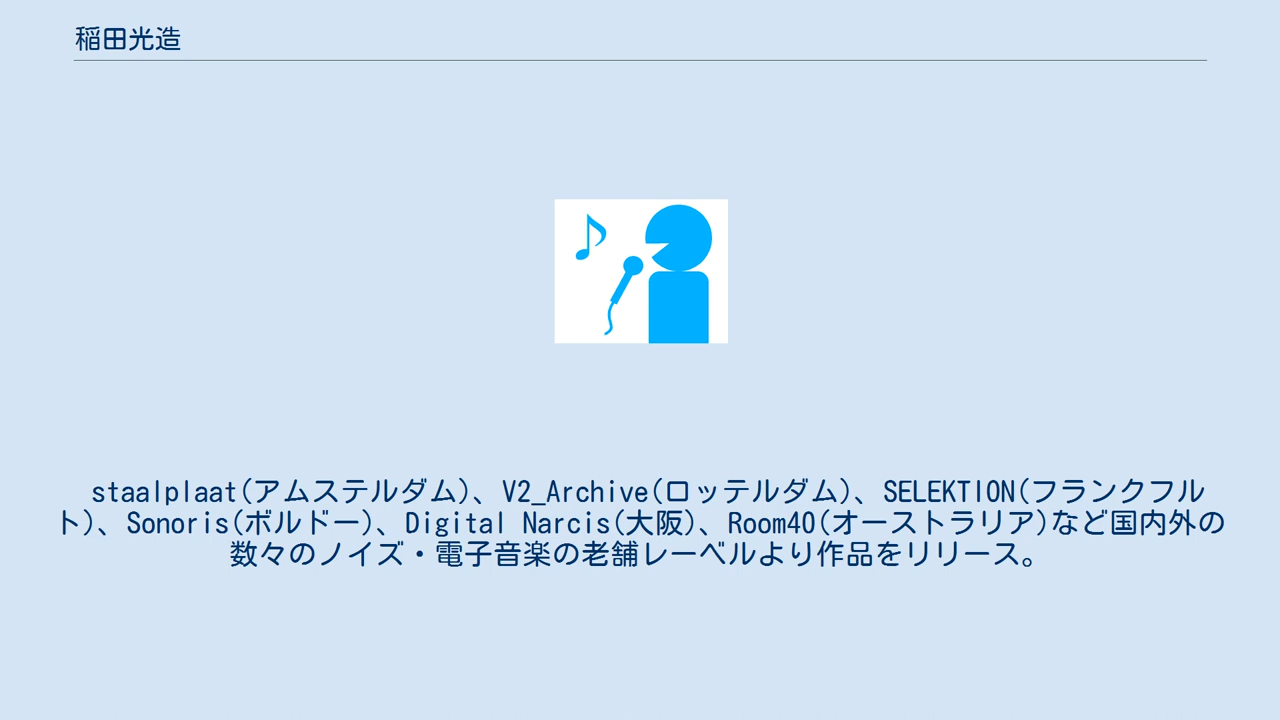 稲田光造
staalplaat(アムステルダム)、V2_Archive(ロッテルダム)、SELEKTION(フランクフル
ト)、Sonoris(ボルドー)、Digital Narcis(大阪)、Room40(オーストラリア)など国内外の
数々のノイズ・電子音楽の老舗レーベルより作品をリリース。